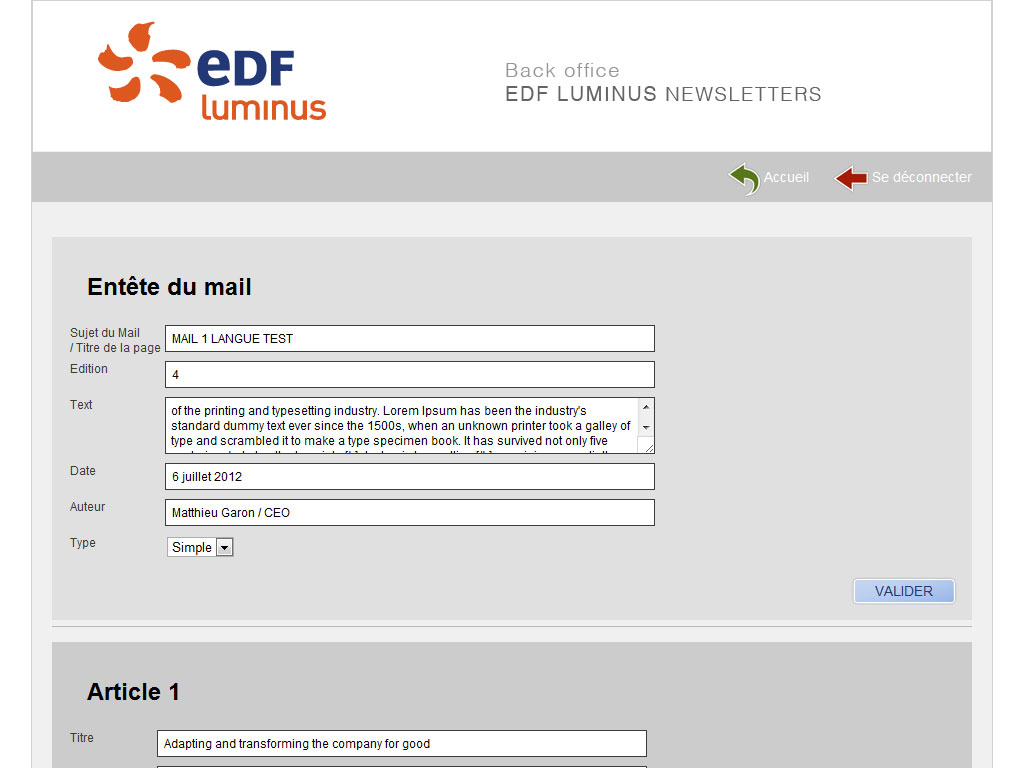 EDF
luminus
Back office
EDF LUMINUS NEWSLETTERS
Accueil
Se déconnecter
Entête du mail
Sujet du Mail
/ Titre de la page
MAIL 1 LANGUE TEST
Edition
4
Text
of the printing and typesetting industry. Lorem Ipsum has been the industry's
standard dummy text ever since the 1500s, when an unknown printer took a galley of
type and scrambled it to make a type specimen book. It has survived not only five
Date
6 juillet 2012
Auteur
Matthieu Garon / CEO
Type
Simple
VALIDER
Article 1
Titre
Adapting and transforming the company for good